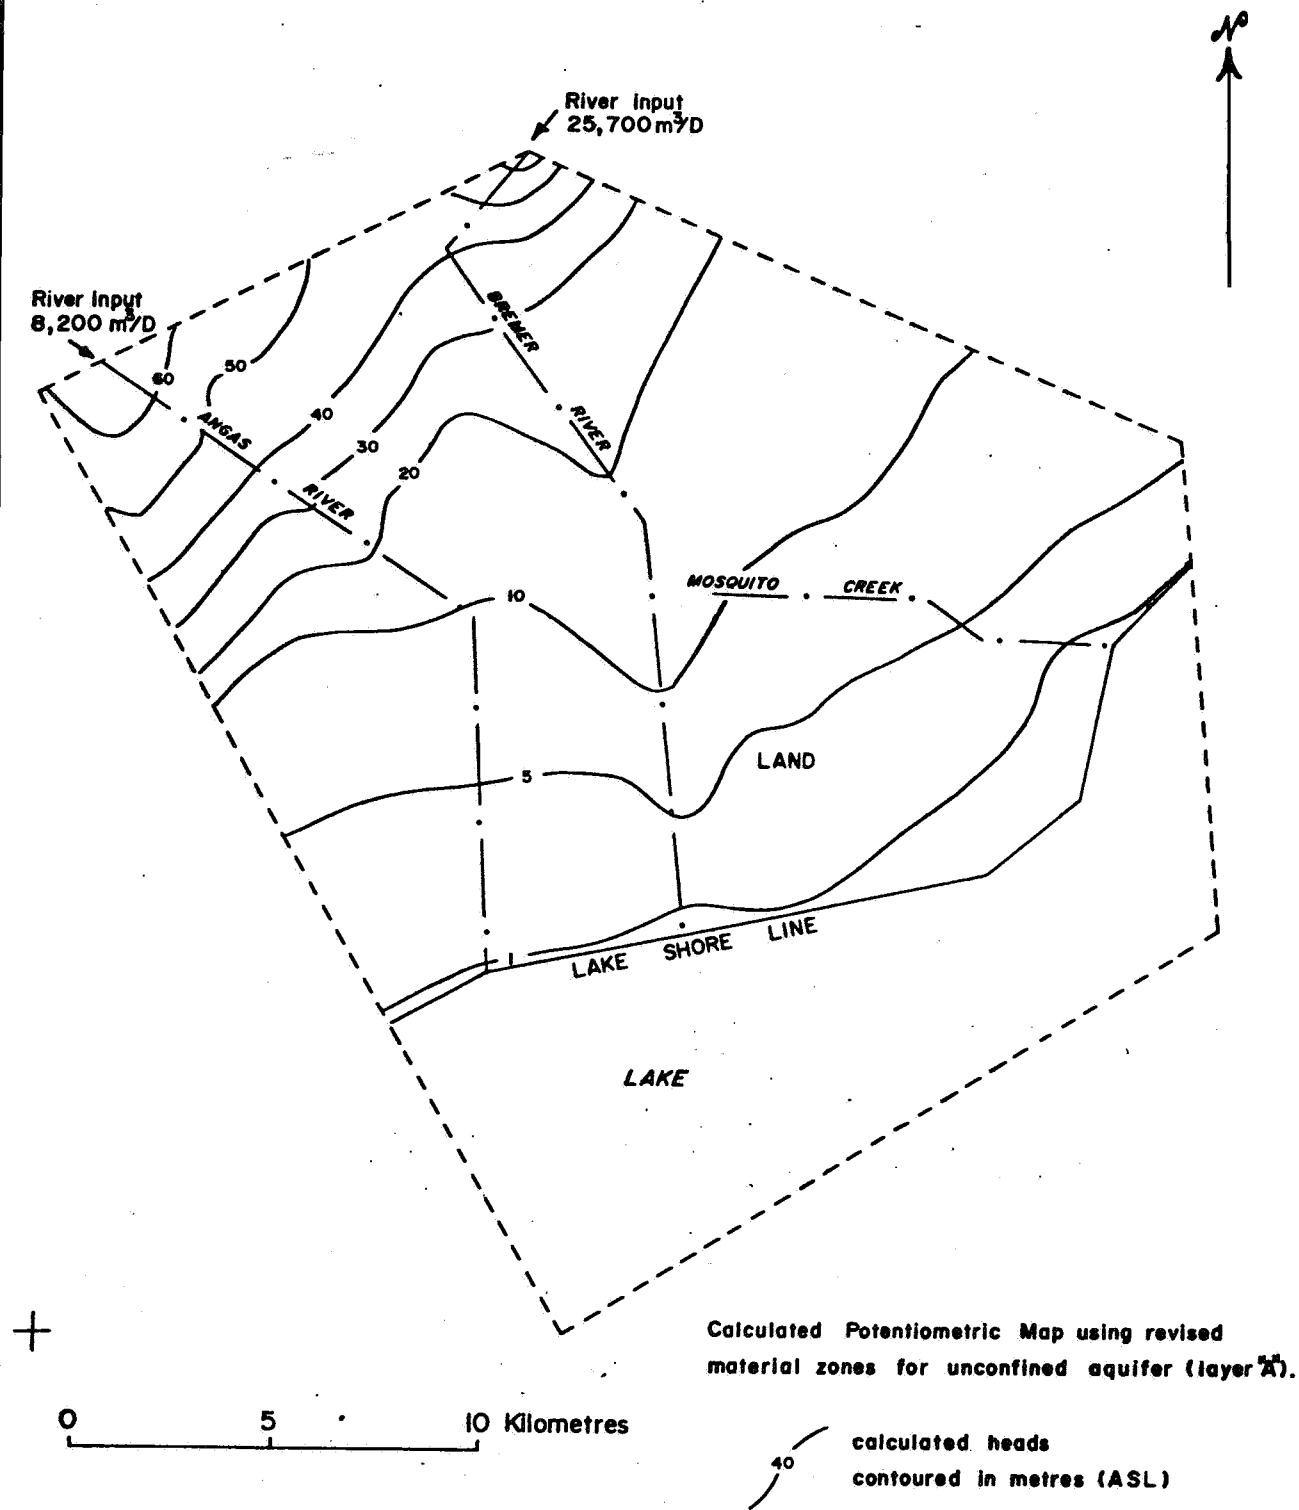 N
River Input
25,700 m³/D
River Input
8,200 m³/D
BREMER
RIVER
60
50
40
30
20
ANGAS
RIVER
10
MOSQUITO CREEK
5
LAND
1
LAKE SHORE LINE
LAKE
Calculated Potentiometric Map using revised
material zones for unconfined aquifer (layer "A").
0 5 10 Kilometres
40
calculated heads
contoured in metres (ASL)